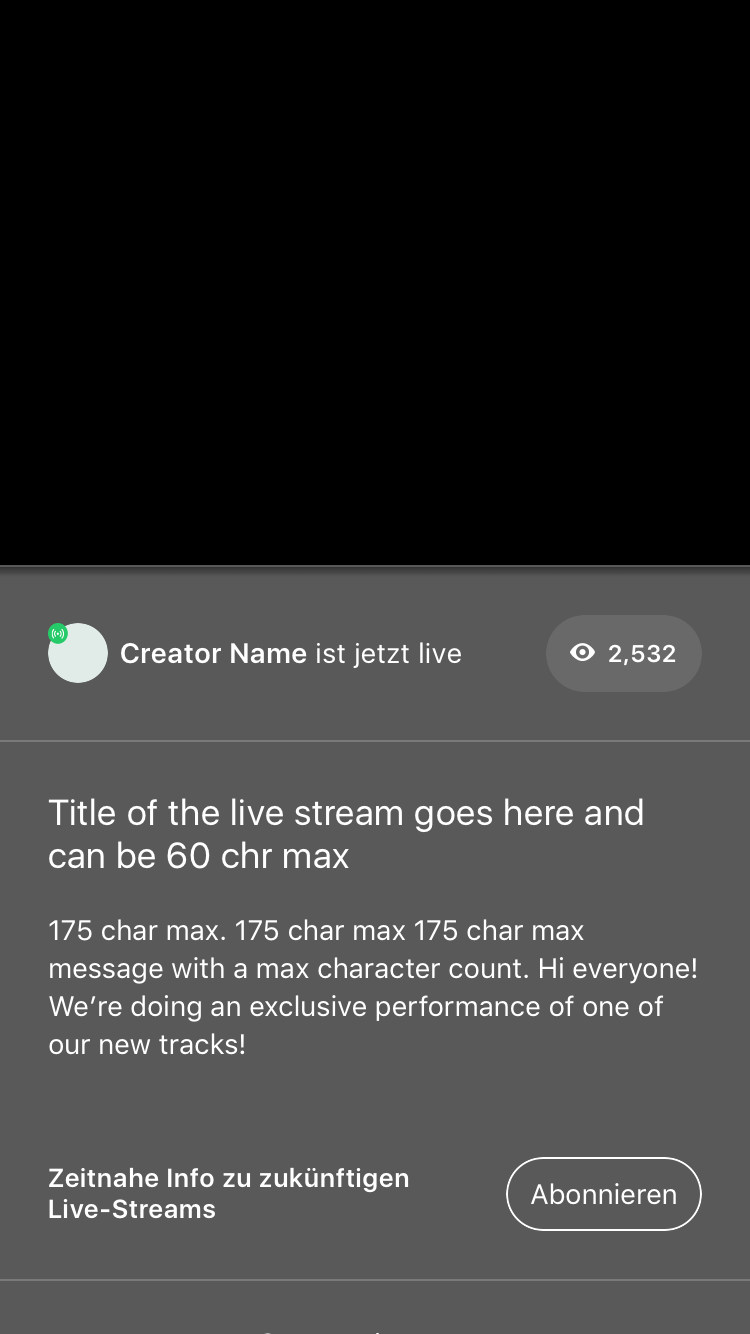 Creator Name ist jetzt live
2,532
Title of the live stream goes here and
can be 60 chr max
175 char max. 175 char max 175 char max
message with a max character count. Hi everyone!
We’re doing an exclusive performance of one of
our new tracks!
Zeitnahe Info zu zukünftigen
Live-Streams
Abonnieren